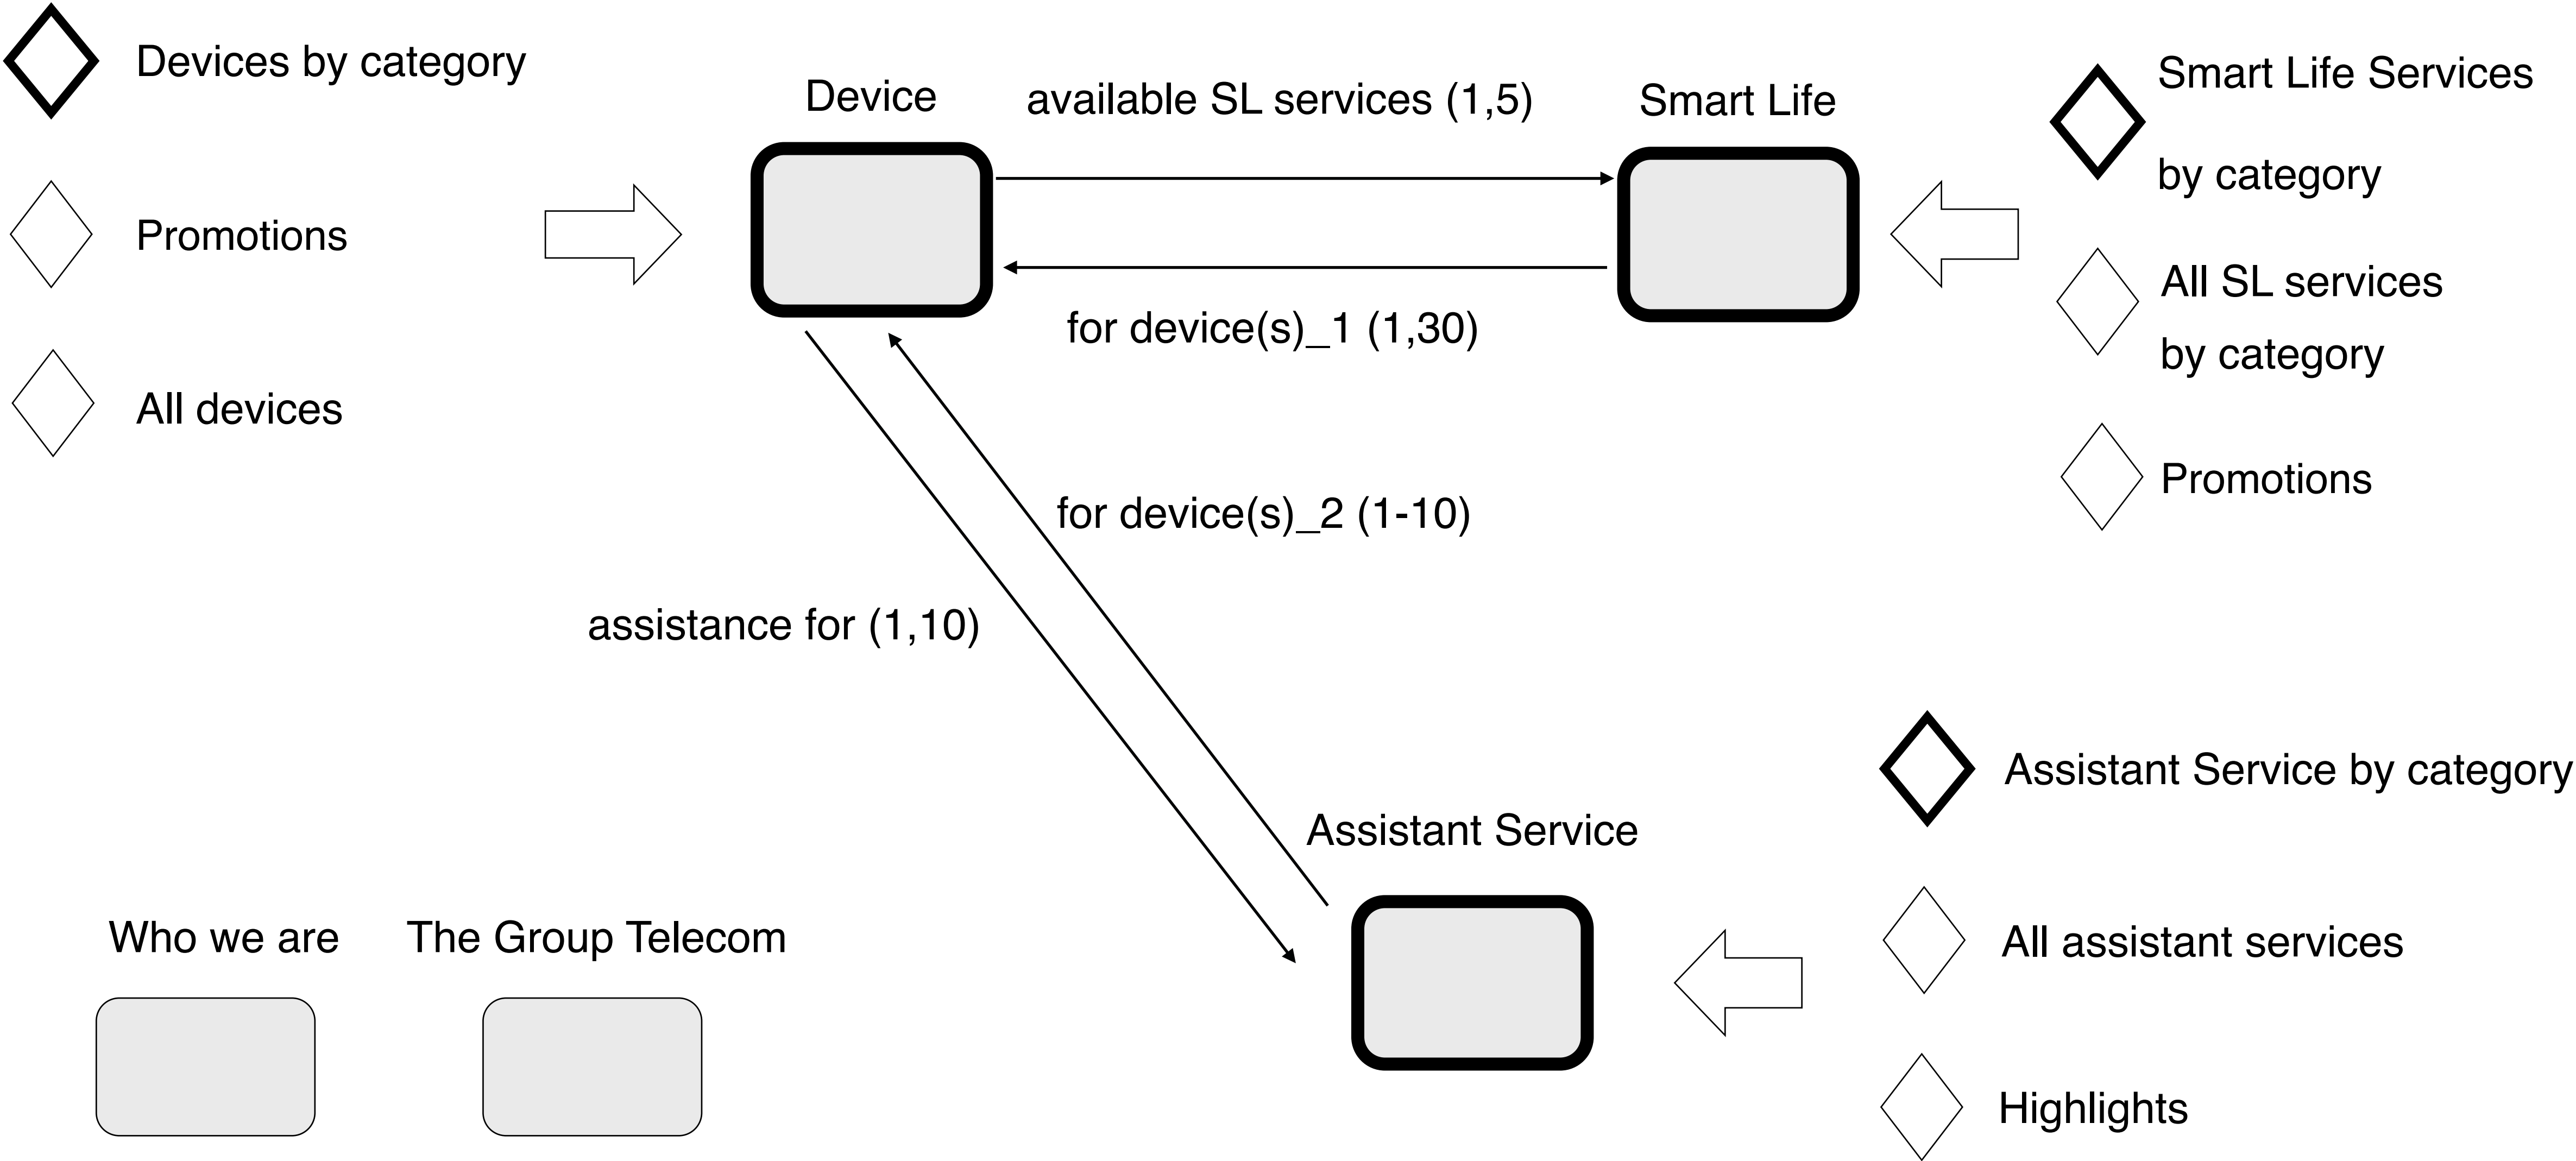 Devices by category
Promotions
All devices
Device
available SL services (1,5)
Smart Life
for device(s)_1 (1,30)
Smart Life Services
by category
All SL services
by category
Promotions
for device(s)_2 (1-10)
assistance for (1,10)
Assistant Service
Assistant Service by category
All assistant services
Highlights
Who we are
The Group Telecom